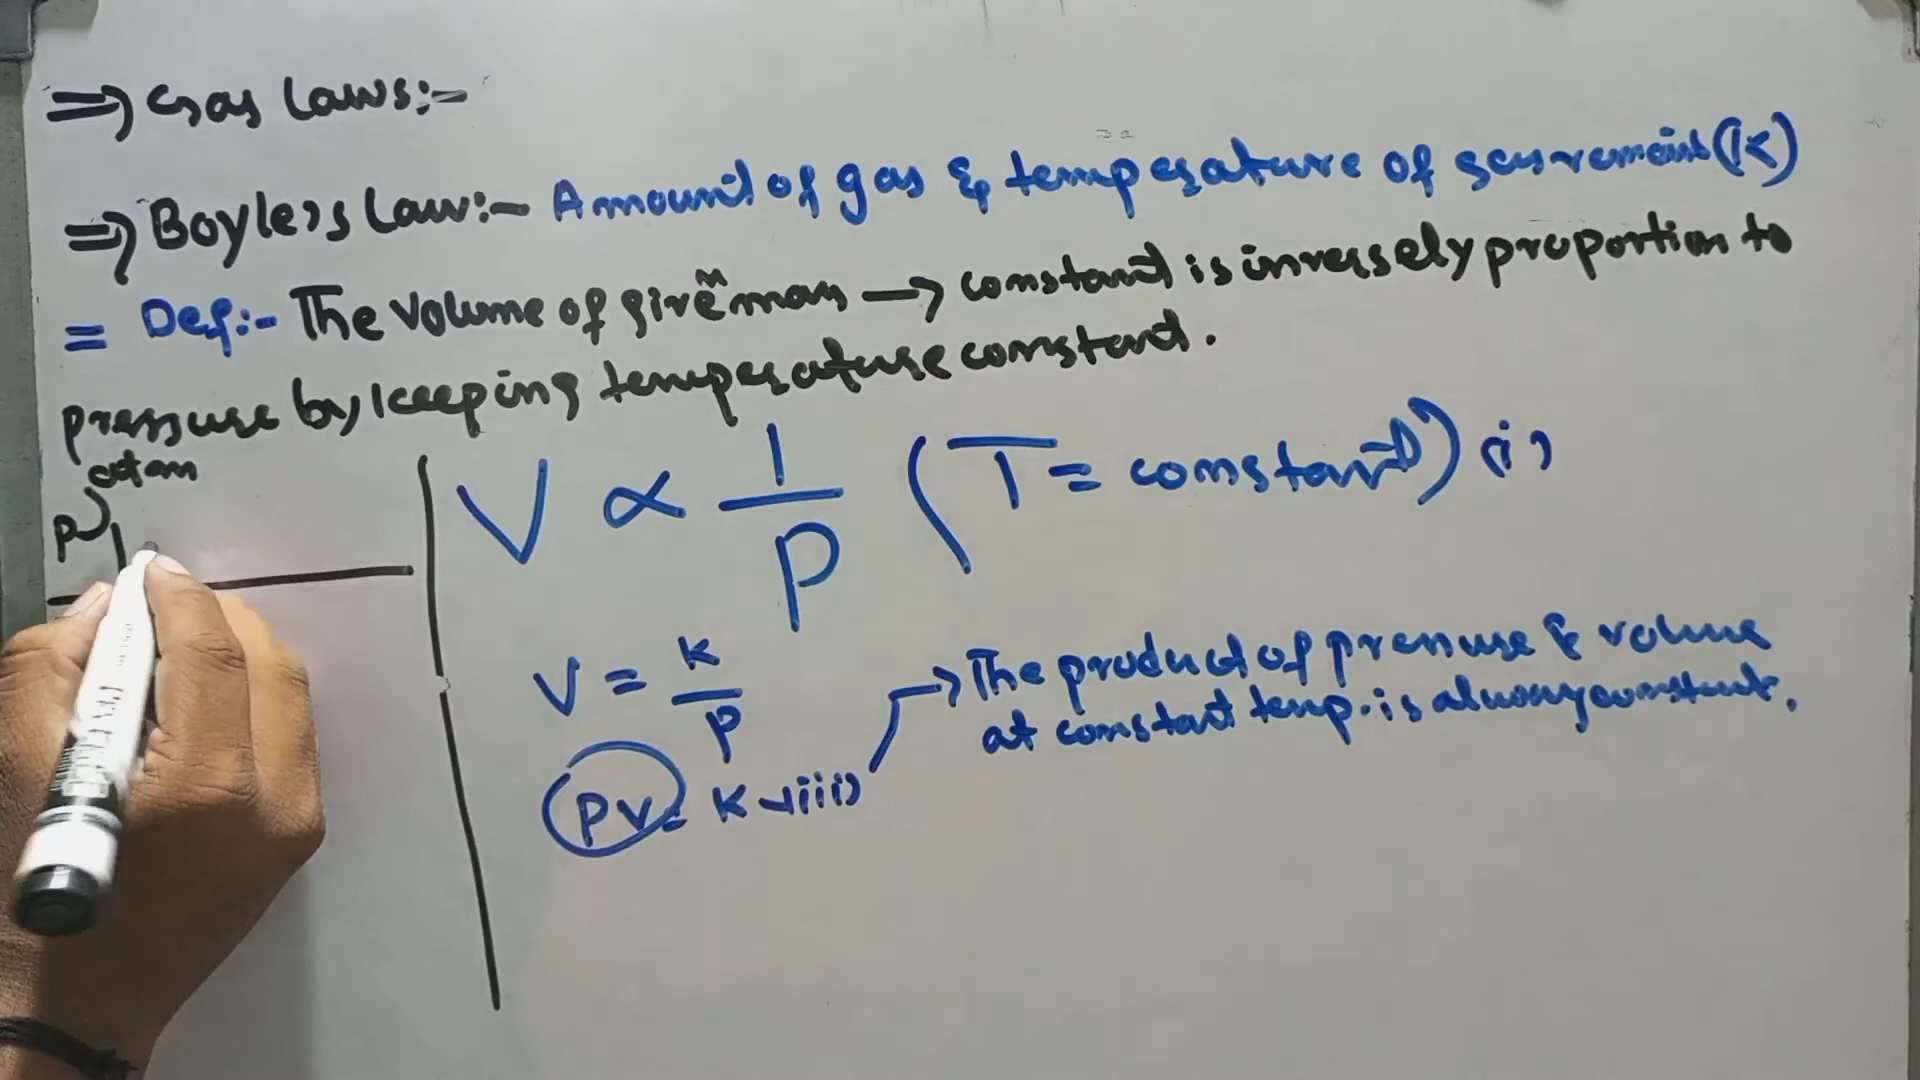 ⇒ Gas Laws:-
⇒ Boyle's Law:- Amount of gas & temperature of gas remains (K)
= Def:- The volume of given mass → constant is inversely proportion to
pressure by keeping temperature constant.
atm
P
V ∝ 1/P (T = constant) (i)
V = K/P
PV = K -(ii)
→ The product of pressure & volume
at constant temp. is always constant.